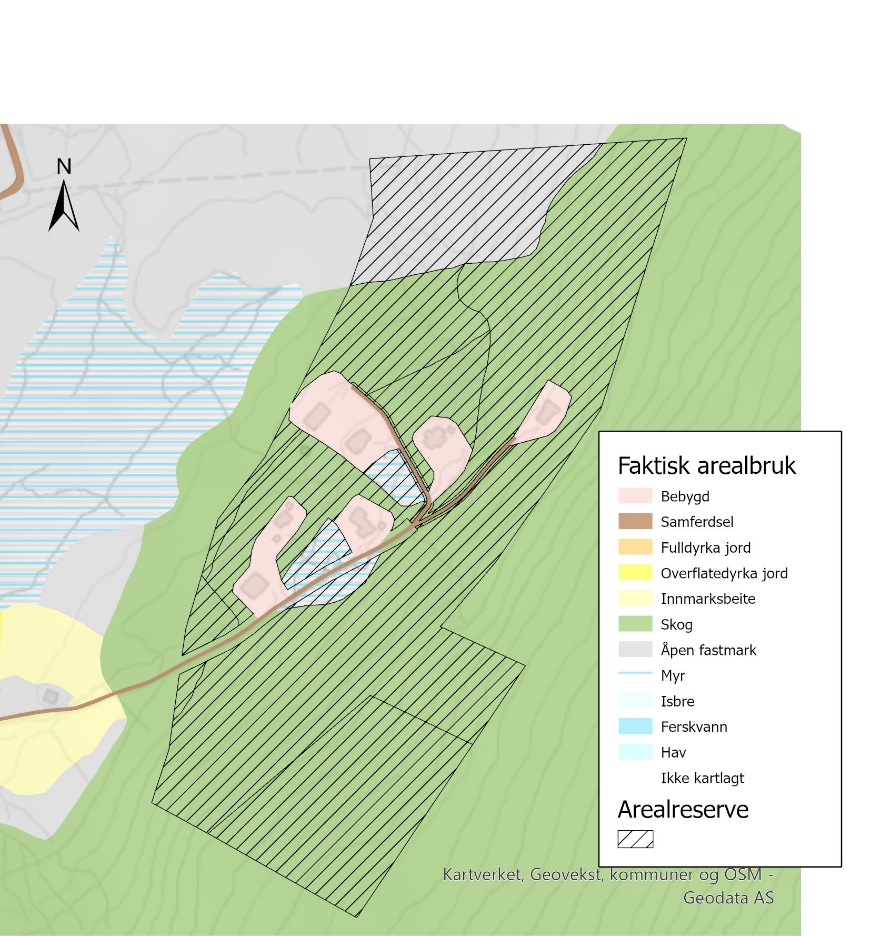 N
Faktisk arealbruk
Bebygd
Samferdsel
Fulldyrka jord
Overflatedyrka jord
Innmarksbeite
Skog
Åpen fastmark
Myr
Isbre
Ferskvann
Hav
Ikke kartlagt
Arealreserve
Kartverket, Geovekst, kommuner og OSM -
Geodata AS